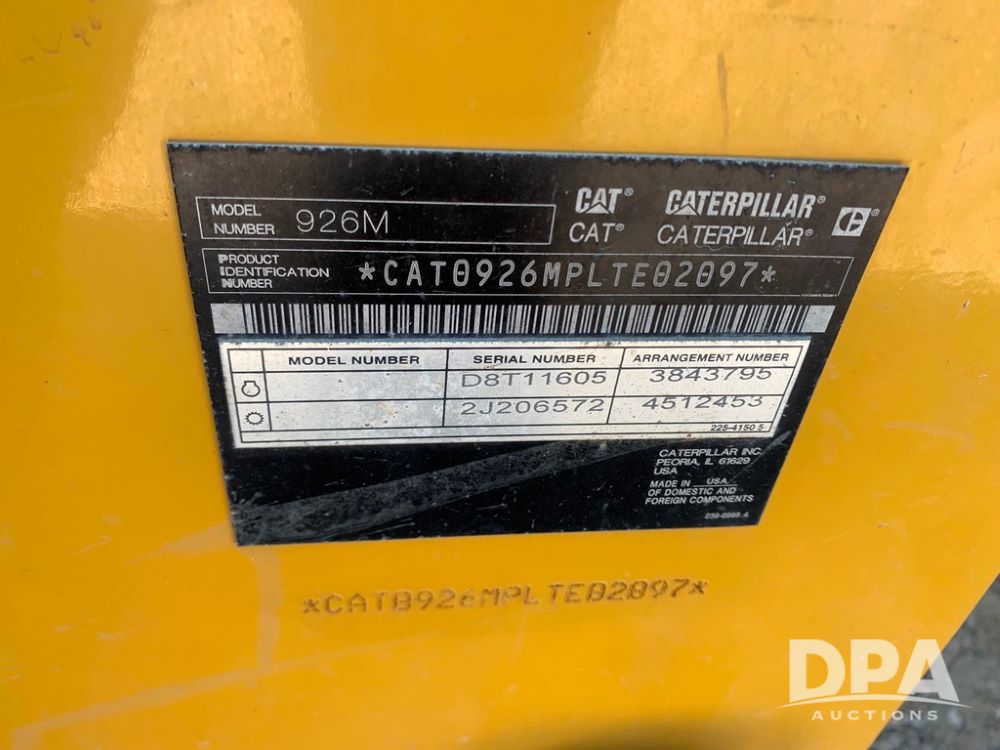 MODEL NUMBER 926M
CAT® CATERPILLAR®
CAT® CATERPILLAR®
PRODUCT IDENTIFICATION NUMBER *CAT0926MPLTE02097*
MODEL NUMBER SERIAL NUMBER ARRANGEMENT NUMBER
D8T11605 3843795
2J206572 4512453
225-4150 5
CATERPILLAR INC.
PEORIA, IL 61629
USA
MADE IN USA
OF DOMESTIC AND
FOREIGN COMPONENTS
*CAT0926MPLTE02097*
DPA
AUCTIONS